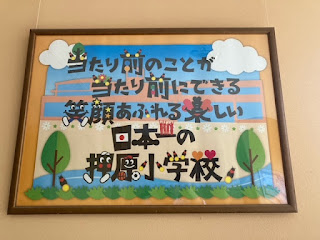 当たり前のことが
当たり前にできる
笑顔あふれる楽しい
日本一の
押原小学校